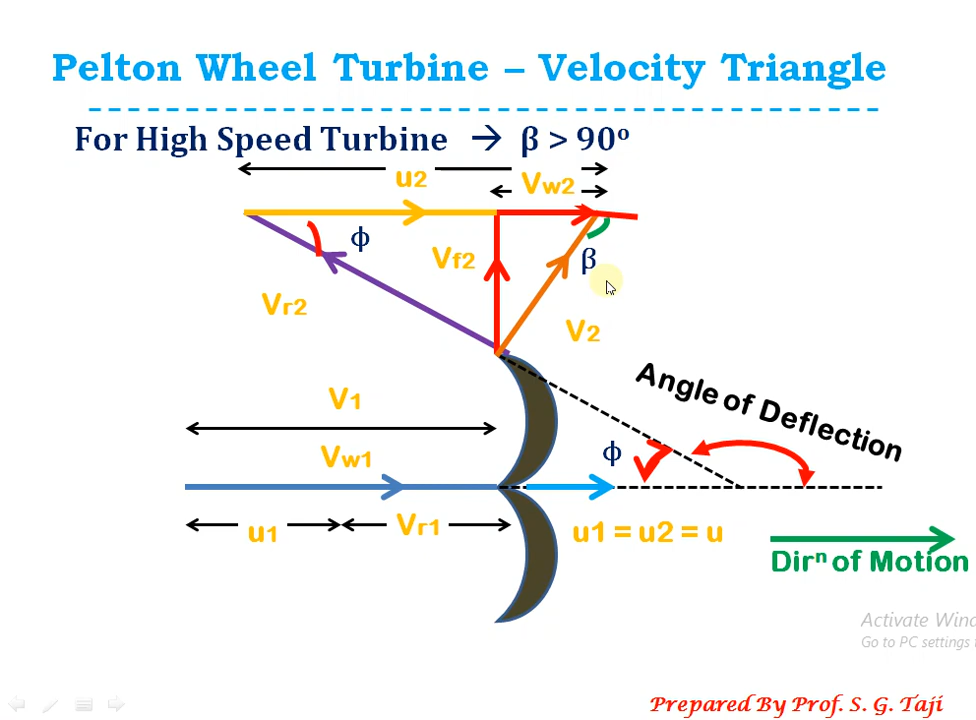 Pelton Wheel Turbine – Velocity Triangle
For High Speed Turbine → β > 90º
u2
Vw2
ϕ
Vf2
β
Vr2
V2
Angle of Deflection
V1
Vw1
ϕ
u1
Vr1
u1 = u2 = u
Dirⁿ of Motion
Activate Wind
Go to PC settings t
Prepared By Prof. S. G. Taji